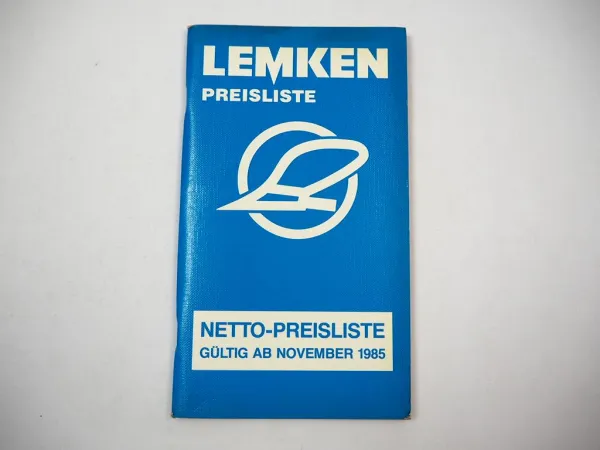 LEMKEN
PREISLISTE
NETTO-PREISLISTE
GÜLTIG AB NOVEMBER 1985